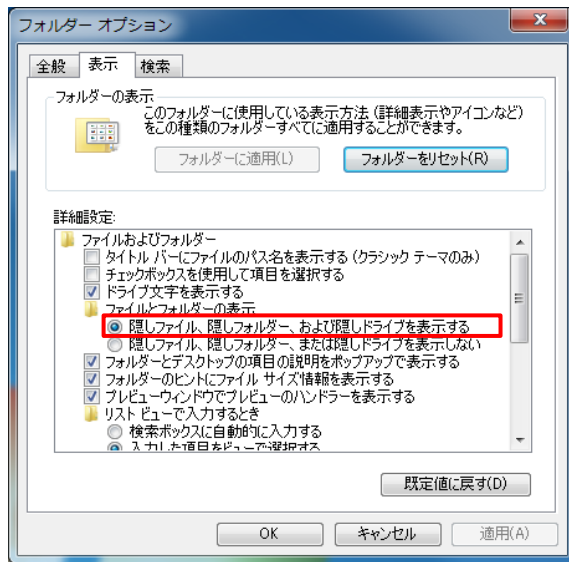 フォルダー オプション
全般 表示 検索
フォルダーの表示
このフォルダーに使用している表示方法 (詳細表示やアイコンなど)
をこの種類のフォルダーすべてに適用することができます。
フォルダーに適用(L) フォルダーをリセット(R)
詳細設定:
ファイルおよびフォルダー
タイトル バーにファイルのパス名を表示する (クラシック テーマのみ)
チェックボックスを使用して項目を選択する
ドライブ文字を表示する
ファイルとフォルダーの表示
隠しファイル、隠しフォルダー、および隠しドライブを表示する
隠しファイル、隠しフォルダー、または隠しドライブを表示しない
フォルダーとデスクトップの項目の説明をポップアップで表示する
フォルダーのヒントにファイル サイズ情報を表示する
プレビューウィンドウでプレビューのハンドラーを表示する
リスト ビューで入力するとき
検索ボックスに自動的に入力する
入力した項目をビューで選択する
既定値に戻す(D)
OK キャンセル 適用(A)